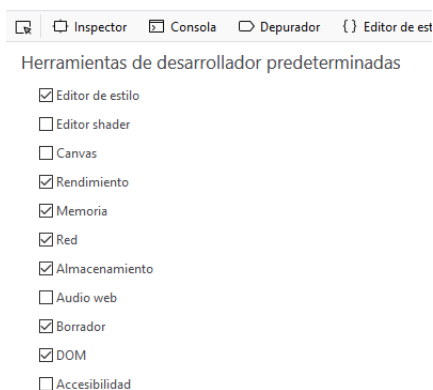 Inspector Consola Depurador { } Editor de est
Herramientas de desarrollador predeterminadas
Editor de estilo
Editor shader
Canvas
Rendimiento
Memoria
Red
Almacenamiento
Audio web
Borrador
DOM
Accesibilidad